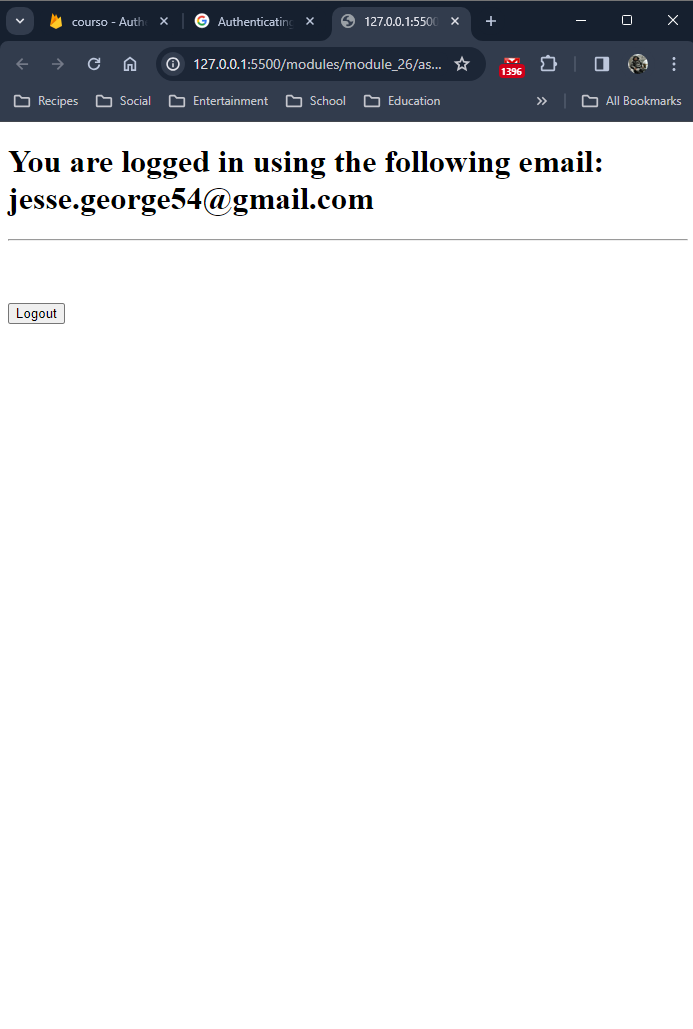 courso - Auth
Authenticating
127.0.0.1:5500
127.0.0.1:5500/modules/module_26/as...
1396
Recipes
Social
Entertainment
School
Education
All Bookmarks
You are logged in using the following email:
jesse.george54@gmail.com
Logout